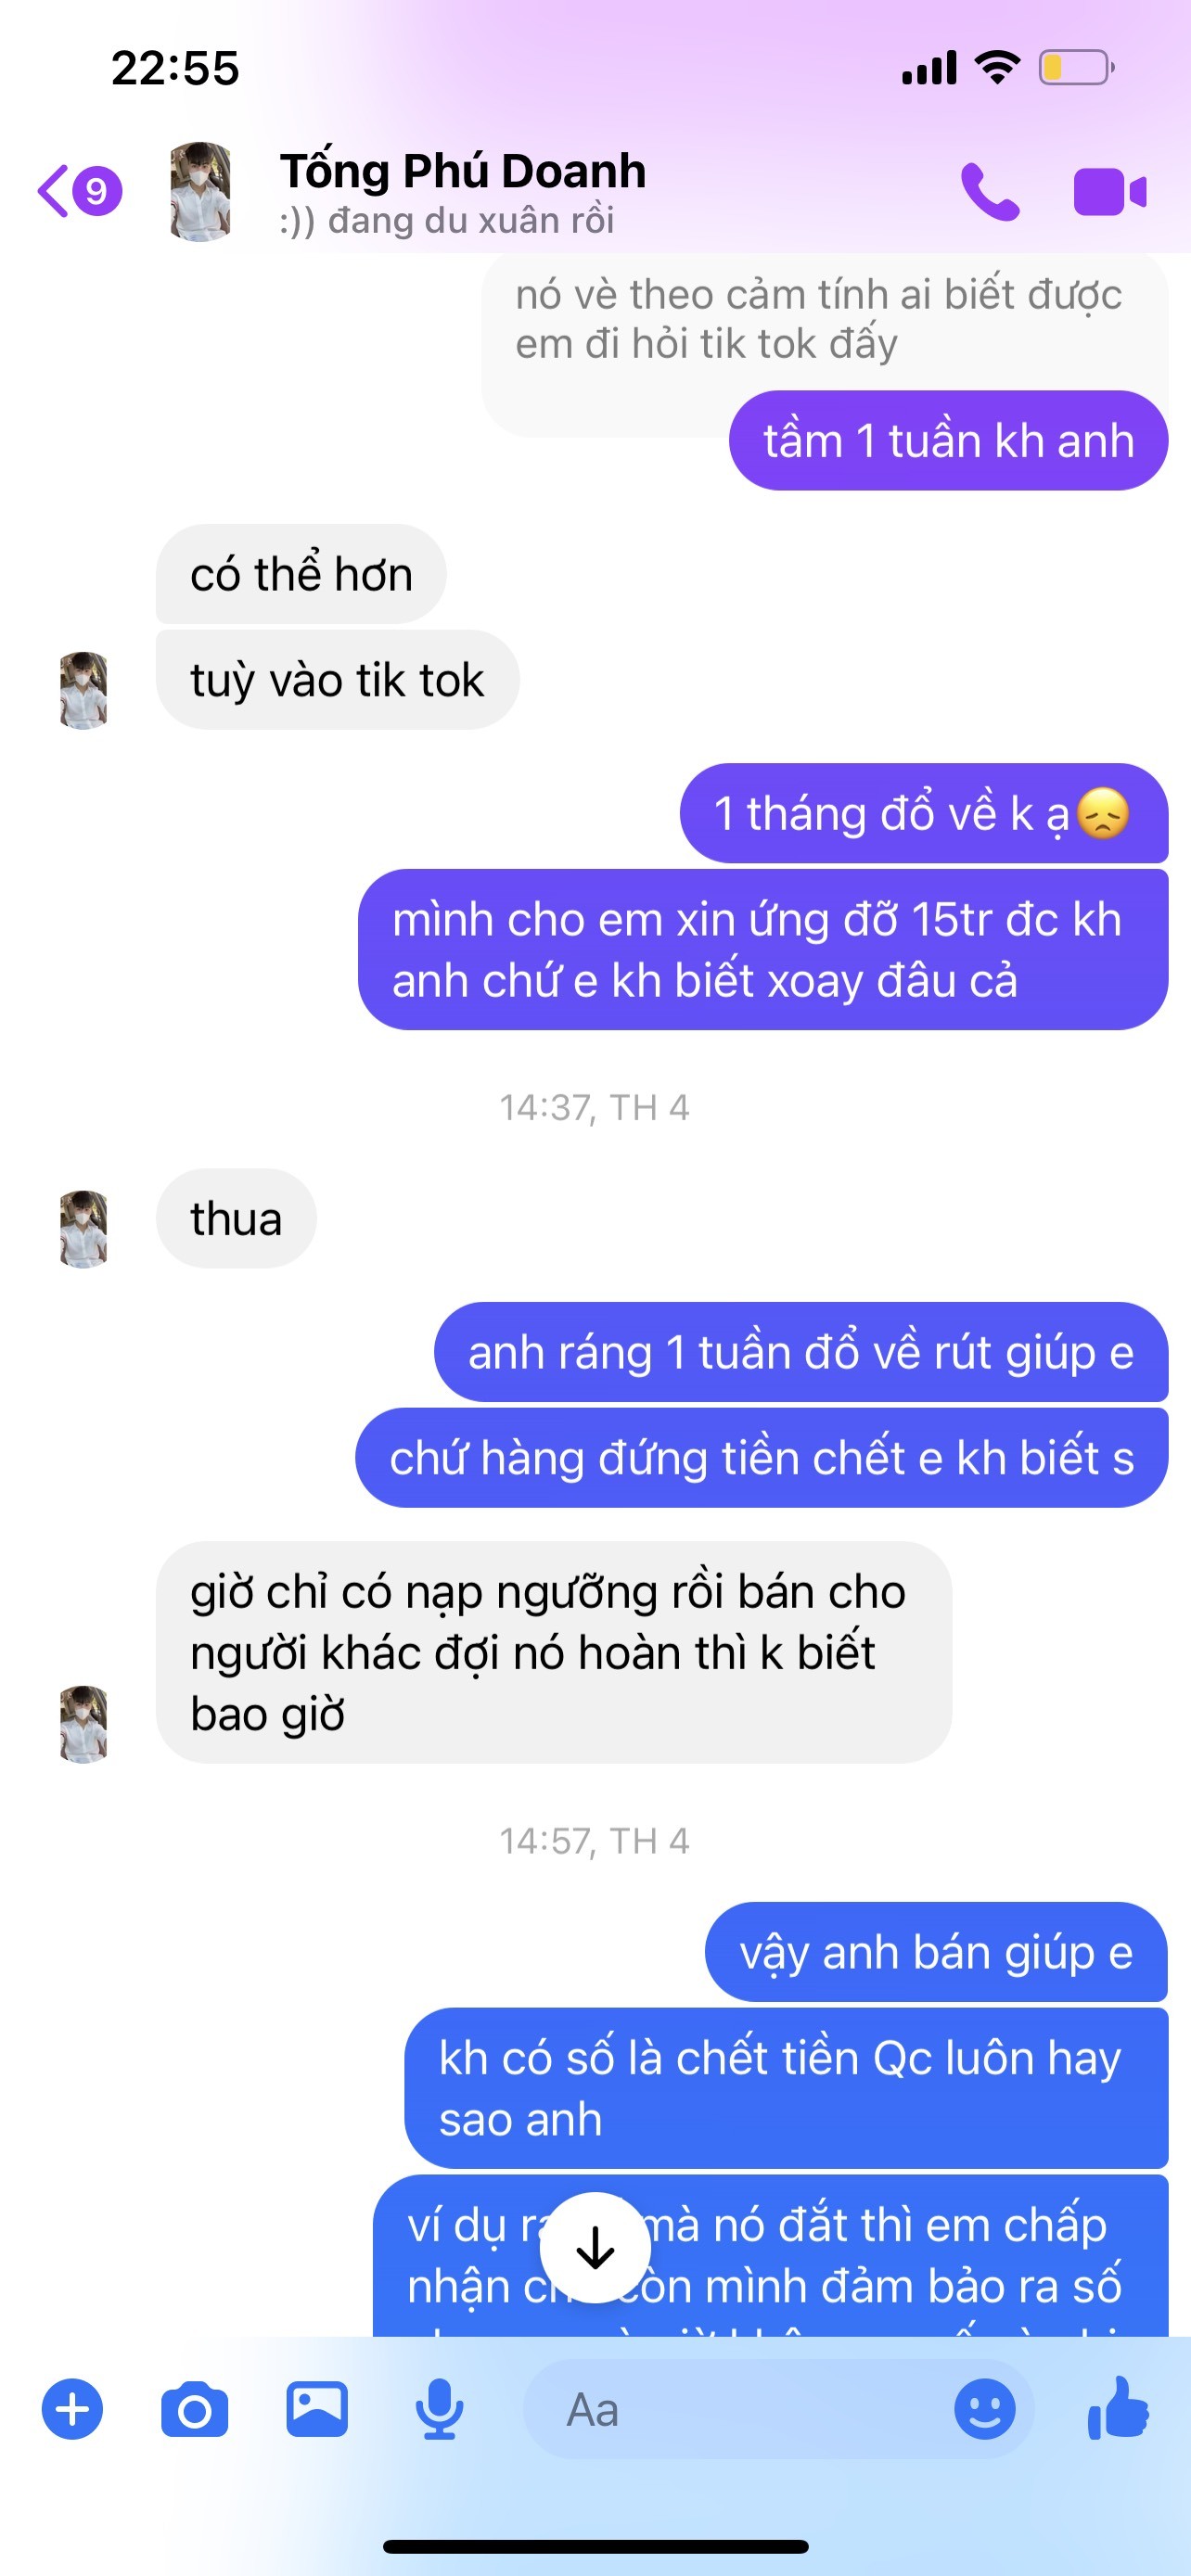 22:55
9
Tống Phú Doanh
:)) đang du xuân rồi
nó vè theo cảm tính ai biết được
em đi hỏi tik tok đấy
tầm 1 tuần kh anh
có thể hơn
tuỳ vào tik tok
1 tháng đổ về k ạ😞
mình cho em xin ứng đỡ 15tr đc kh
anh chứ e kh biết xoay đâu cả
14:37, TH 4
thua
anh ráng 1 tuần đổ về rút giúp e
chứ hàng đứng tiền chết e kh biết s
giờ chỉ có nạp ngưỡng rồi bán cho
người khác đợi nó hoàn thì k biết
bao giờ
14:57, TH 4
vậy anh bán giúp e
kh có số là chết tiền Qc luôn hay
sao anh
ví dụ mà nó đắt thì em chấp
nhận mình đảm bảo ra số
Aa